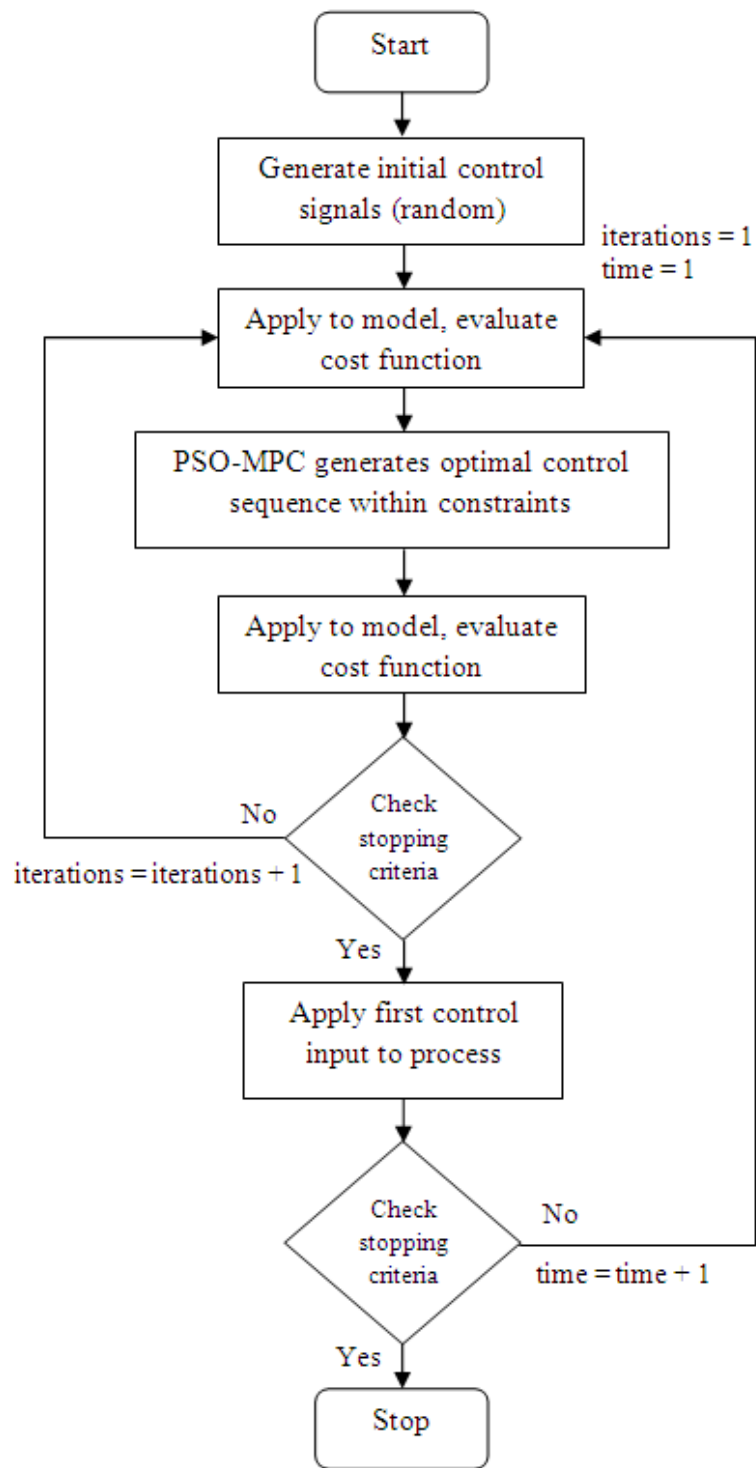 Start
Generate initial control
signals (random)
iterations = 1
time = 1
Apply to model, evaluate
cost function
PSO-MPC generates optimal control
sequence within constraints
Apply to model, evaluate
cost function
No
Check
stopping
criteria
iterations = iterations + 1
Yes
Apply first control
input to process
Check
stopping
criteria
No
time = time + 1
Yes
Stop